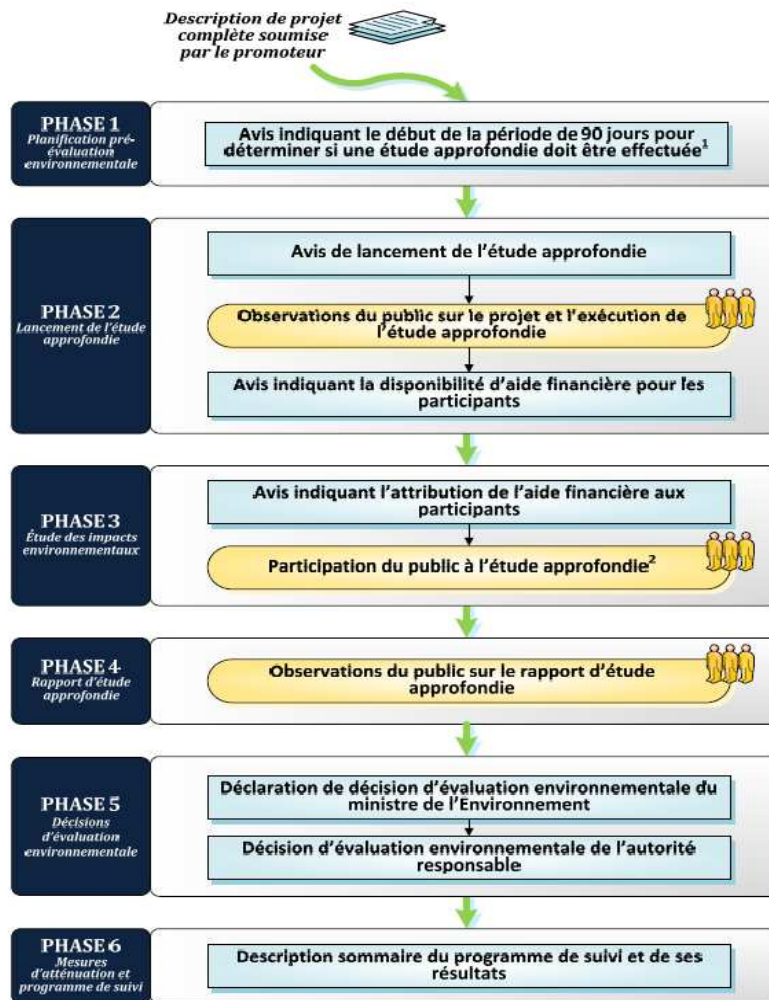 Description de projet
complète soumise
par le promoteur
PHASE 1
Planification pré-
évaluation
environnementale
Avis indiquant le début de la période de 90 jours pour
déterminer si une étude approfondie doit être effectuée¹
PHASE 2
Lancement de l'étude
approfondie
Avis de lancement de l'étude approfondie
Observations du public sur le projet et l'exécution de
l'étude approfondie
Avis indiquant la disponibilité d'aide financière pour les
participants
PHASE 3
Étude des impacts
environnementaux
Avis indiquant l'attribution de l'aide financière aux
participants
Participation du public à l'étude approfondie²
PHASE 4
Rapport d'étude
approfondie
Observations du public sur le rapport d'étude
approfondie
PHASE 5
Décisions
d'évaluation
environnementale
Déclaration de décision d'évaluation environnementale du
ministre de l'Environnement
Décision d'évaluation environnementale de l'autorité
responsable
PHASE 6
Mesures
d'atténuation et
programme de suivi
Description sommaire du programme de suivi et de ses
résultats